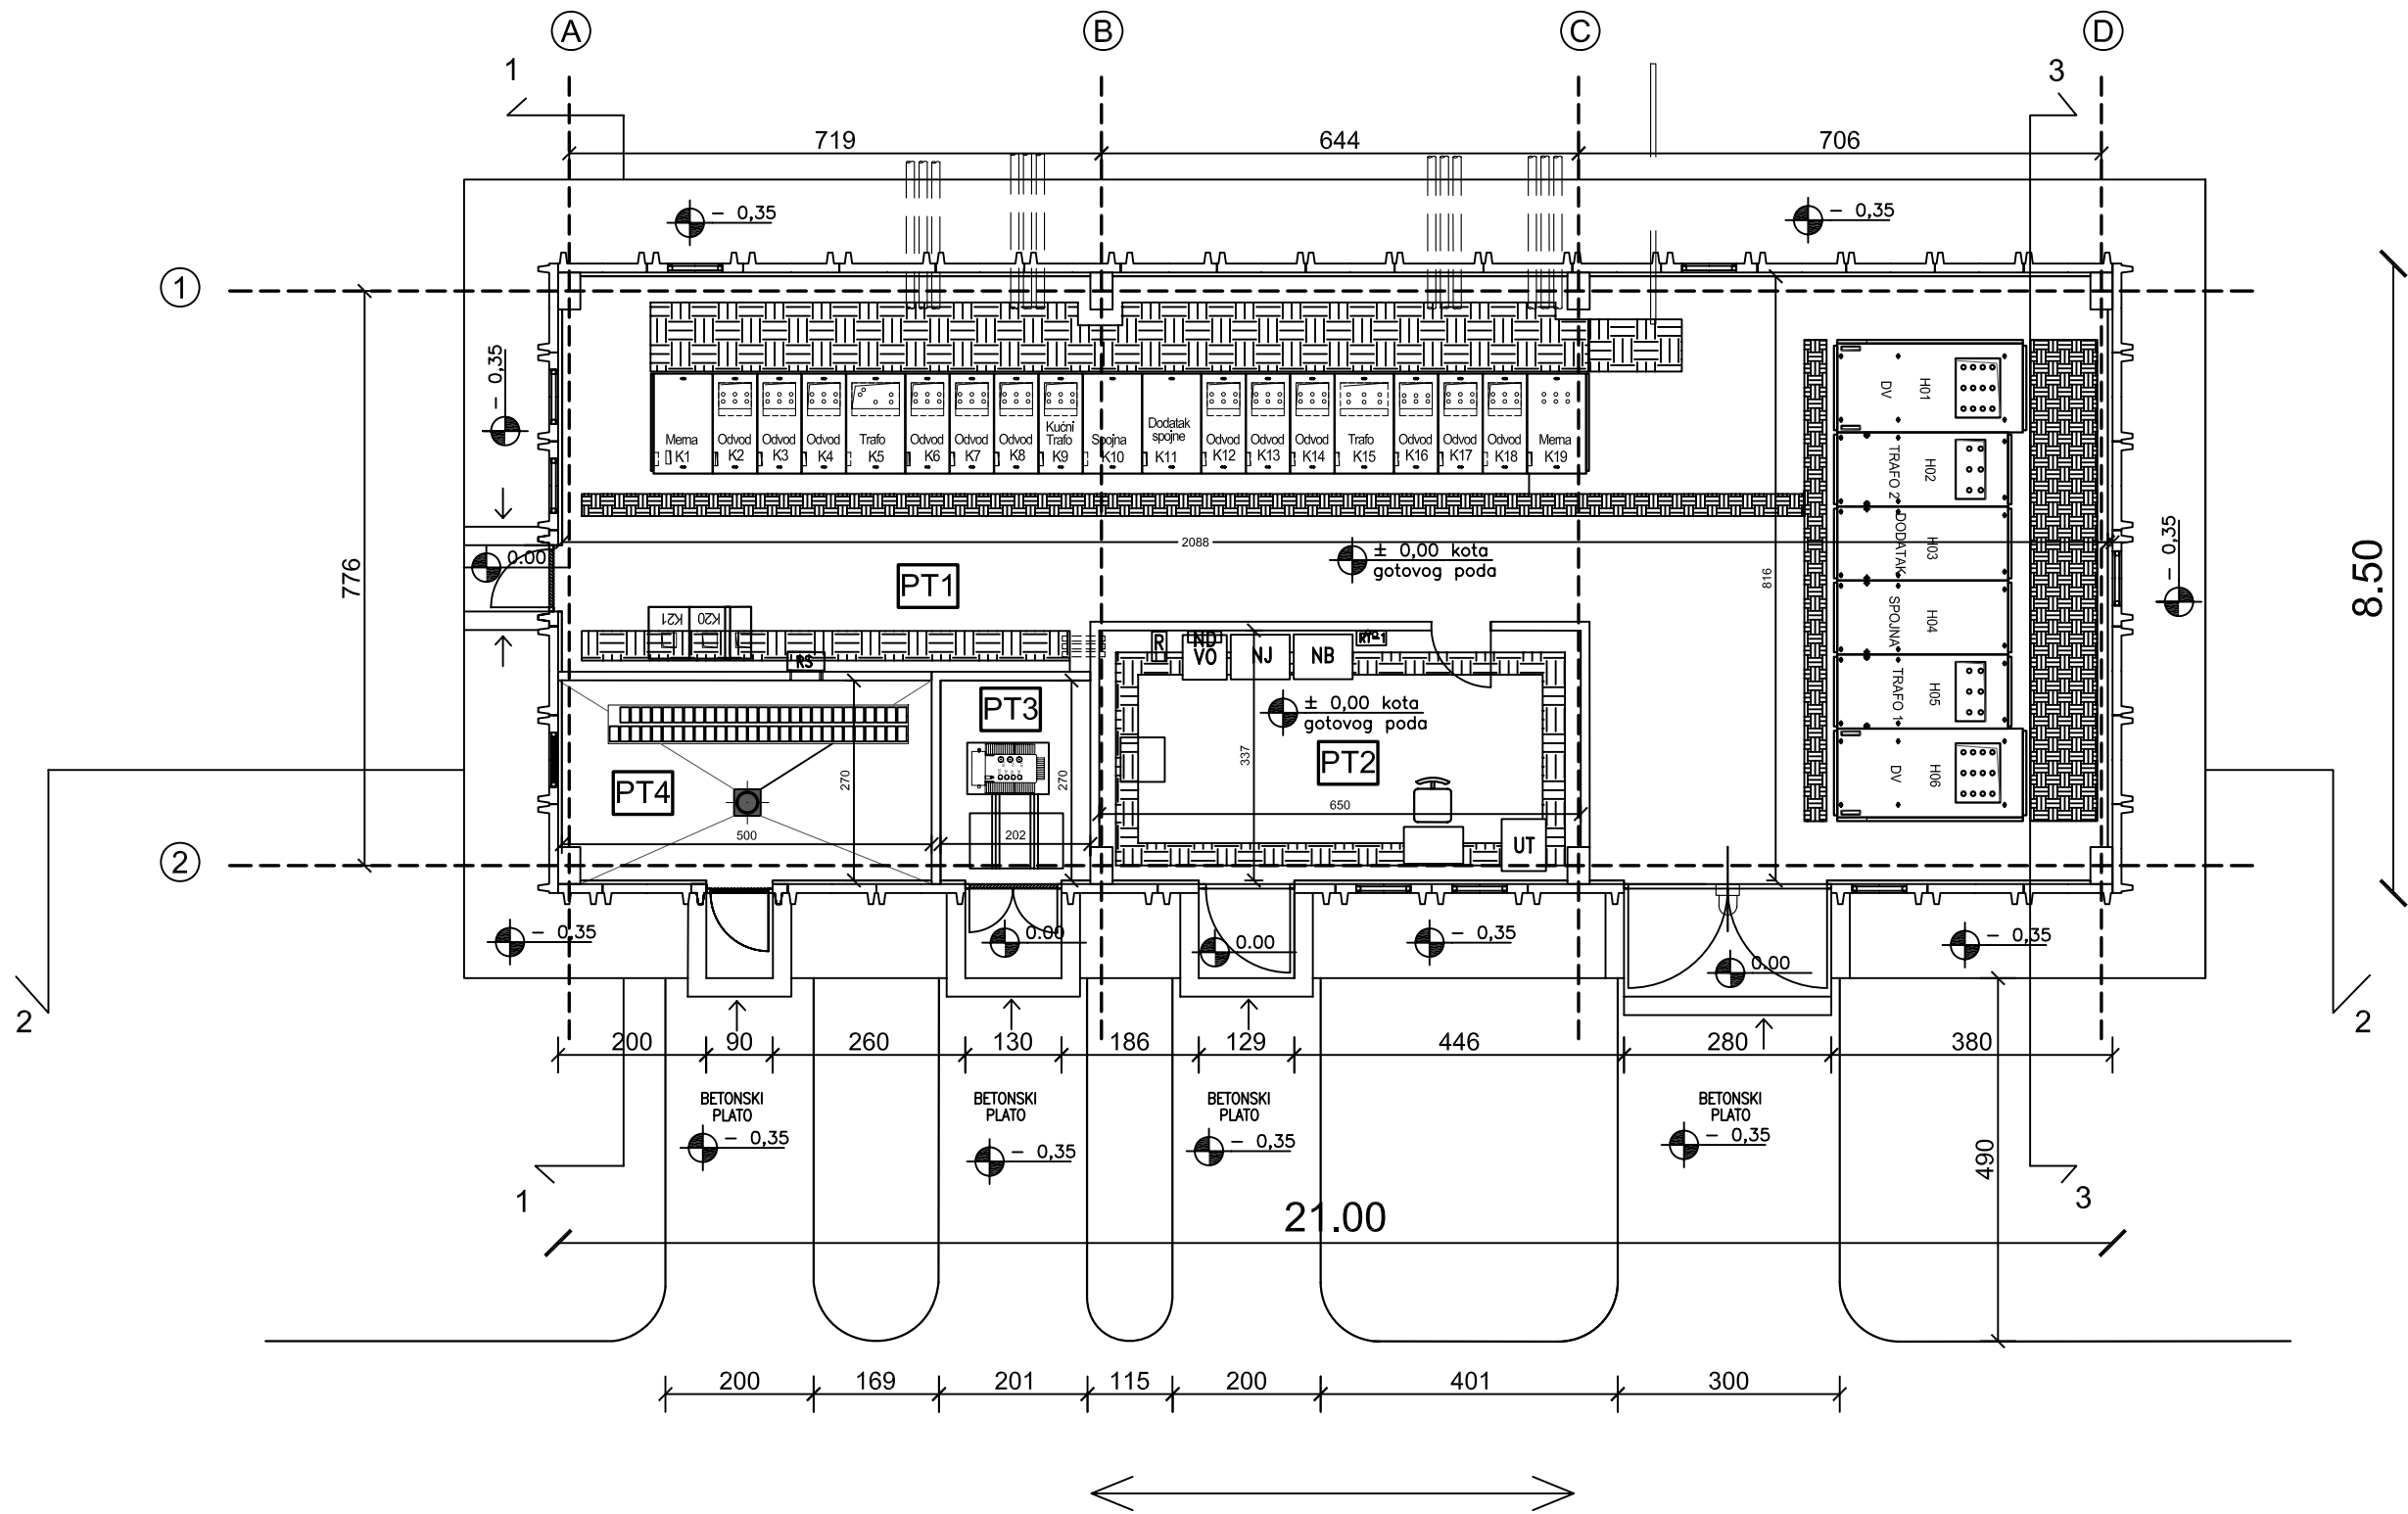 A B C D
1 3
719 644 706
- 0,35 - 0,35
1
- 0,35
Merna K1
Odvod K2
Odvod K3
Odvod K4
Trafo K5
Odvod K6
Odvod K7
Odvod K8
Kućni Trafo K9
Spojna K10
Dodatak spojne K11
Odvod K12
Odvod K13
Odvod K14
Trafo K15
Odvod K16
Odvod K17
Odvod K18
Merna K19
DV H01
TRAFO 2 H02
DODATAK H03
SPOJNA H04
TRAFO 1 H05
DV H06
776
0.00
2088
± 0,00 kota
gotovog poda
816
- 0,35
8.50
PT1
K21 K20
RS
R
ND
VO
NJ
NB
PT3
± 0,00 kota
gotovog poda
PT4
270
270
337
PT2
500
202
650
UT
2
- 0,35
0.00
0.00
- 0,35
0.00
- 0,35
2 2
200 90 260 130 186 129 446 280 380
BETONSKI
PLATO
- 0,35
BETONSKI
PLATO
- 0,35
BETONSKI
PLATO
- 0,35
BETONSKI
PLATO
- 0,35
490
1 3
21.00
200 169 201 115 200 401 300